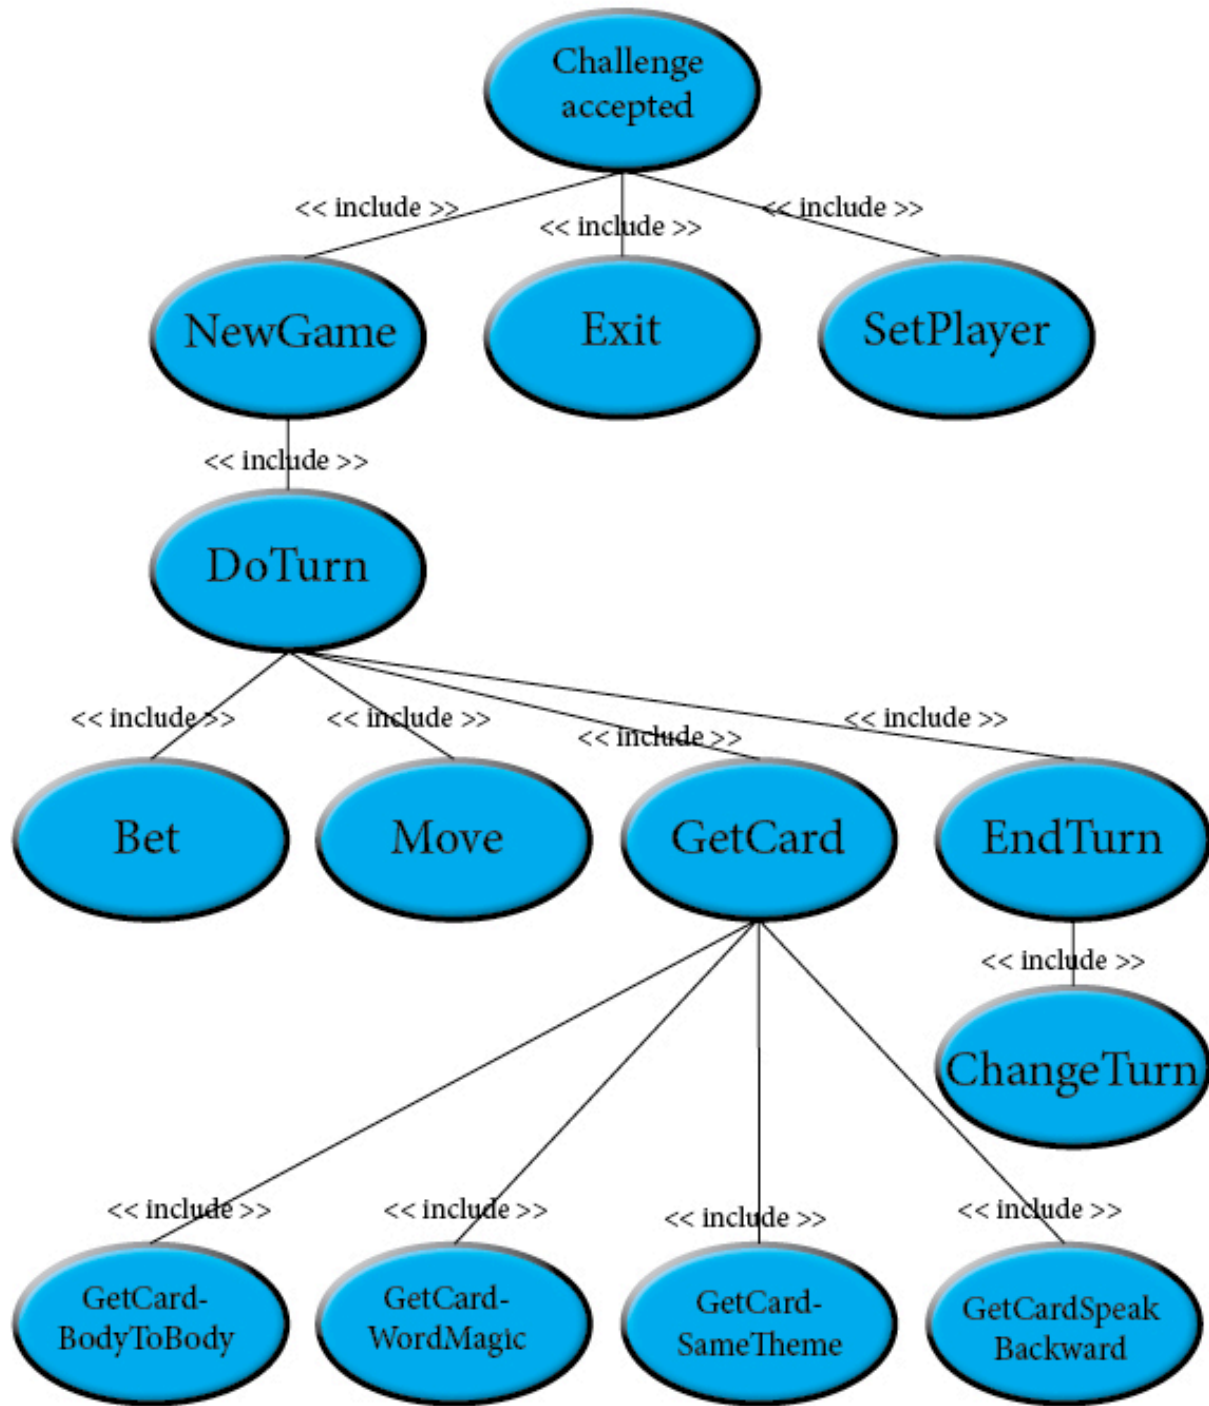 Challenge
accepted
<< include >>
<< include >>
<< include >>
NewGame
Exit
SetPlayer
<< include >>
DoTurn
<< include >>
<< include >>
<< include >>
<< include >>
Bet
Move
GetCard
EndTurn
<< include >>
ChangeTurn
<< include >>
<< include >>
<< include >>
<< include >>
GetCard-
BodyToBody
GetCard-
WordMagic
GetCard-
SameTheme
GetCardSpeak
Backward